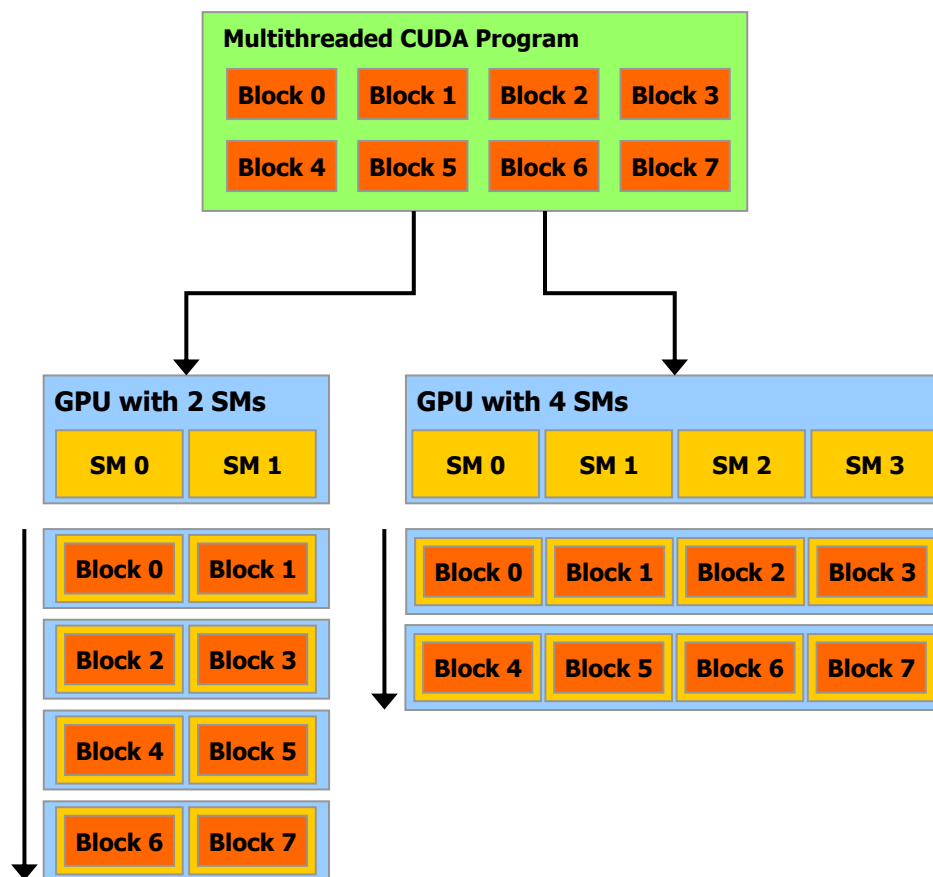 Multithreaded CUDA Program
Block 0 Block 1 Block 2 Block 3
Block 4 Block 5 Block 6 Block 7
GPU with 2 SMs
SM 0 SM 1
Block 0 Block 1
Block 2 Block 3
Block 4 Block 5
Block 6 Block 7
GPU with 4 SMs
SM 0 SM 1 SM 2 SM 3
Block 0 Block 1 Block 2 Block 3
Block 4 Block 5 Block 6 Block 7